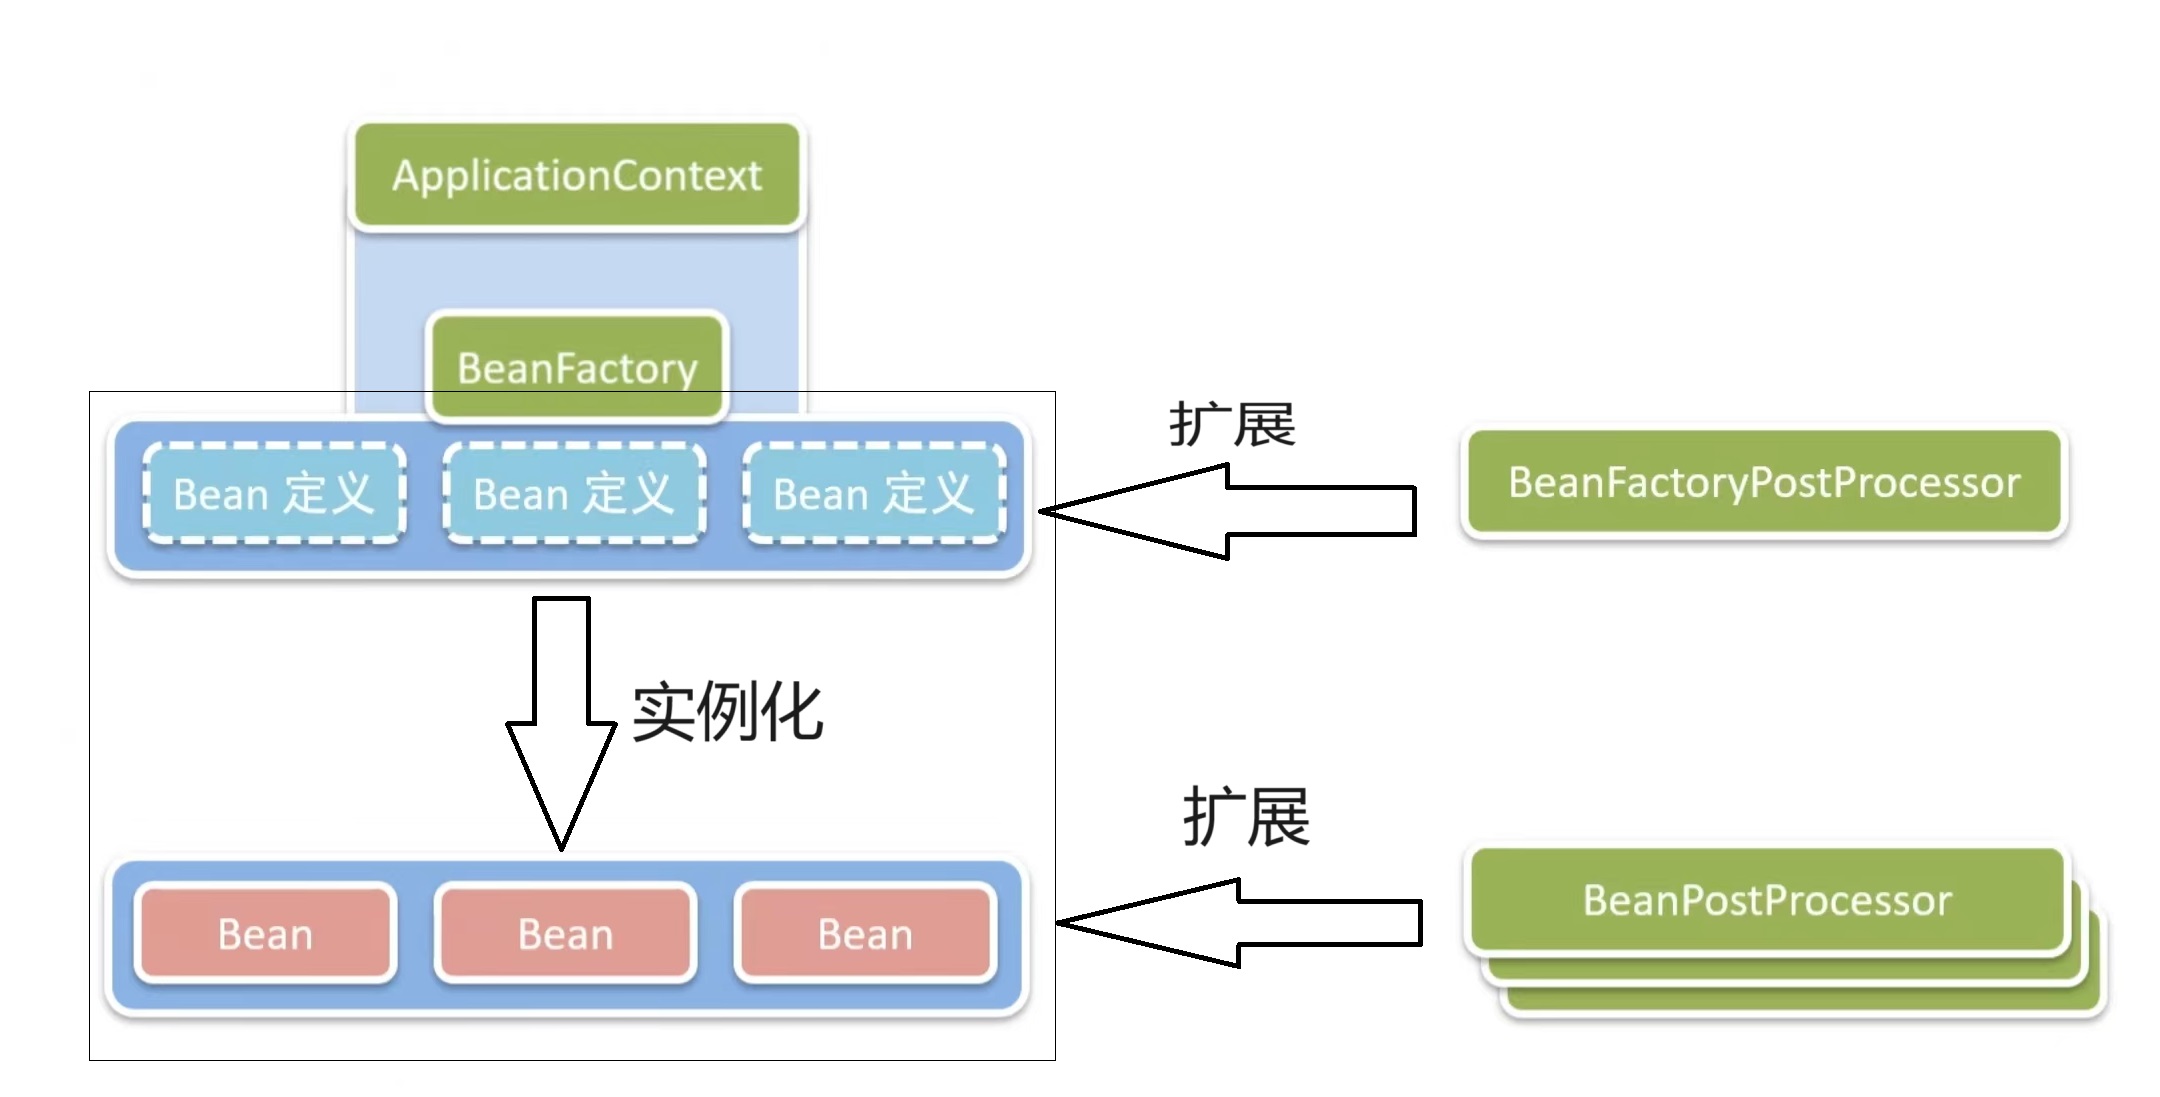 ApplicationContext
BeanFactory
Bean 定义
Bean 定义
Bean 定义
扩展
BeanFactoryPostProcessor
实例化
扩展
BeanPostProcessor
Bean
Bean
Bean